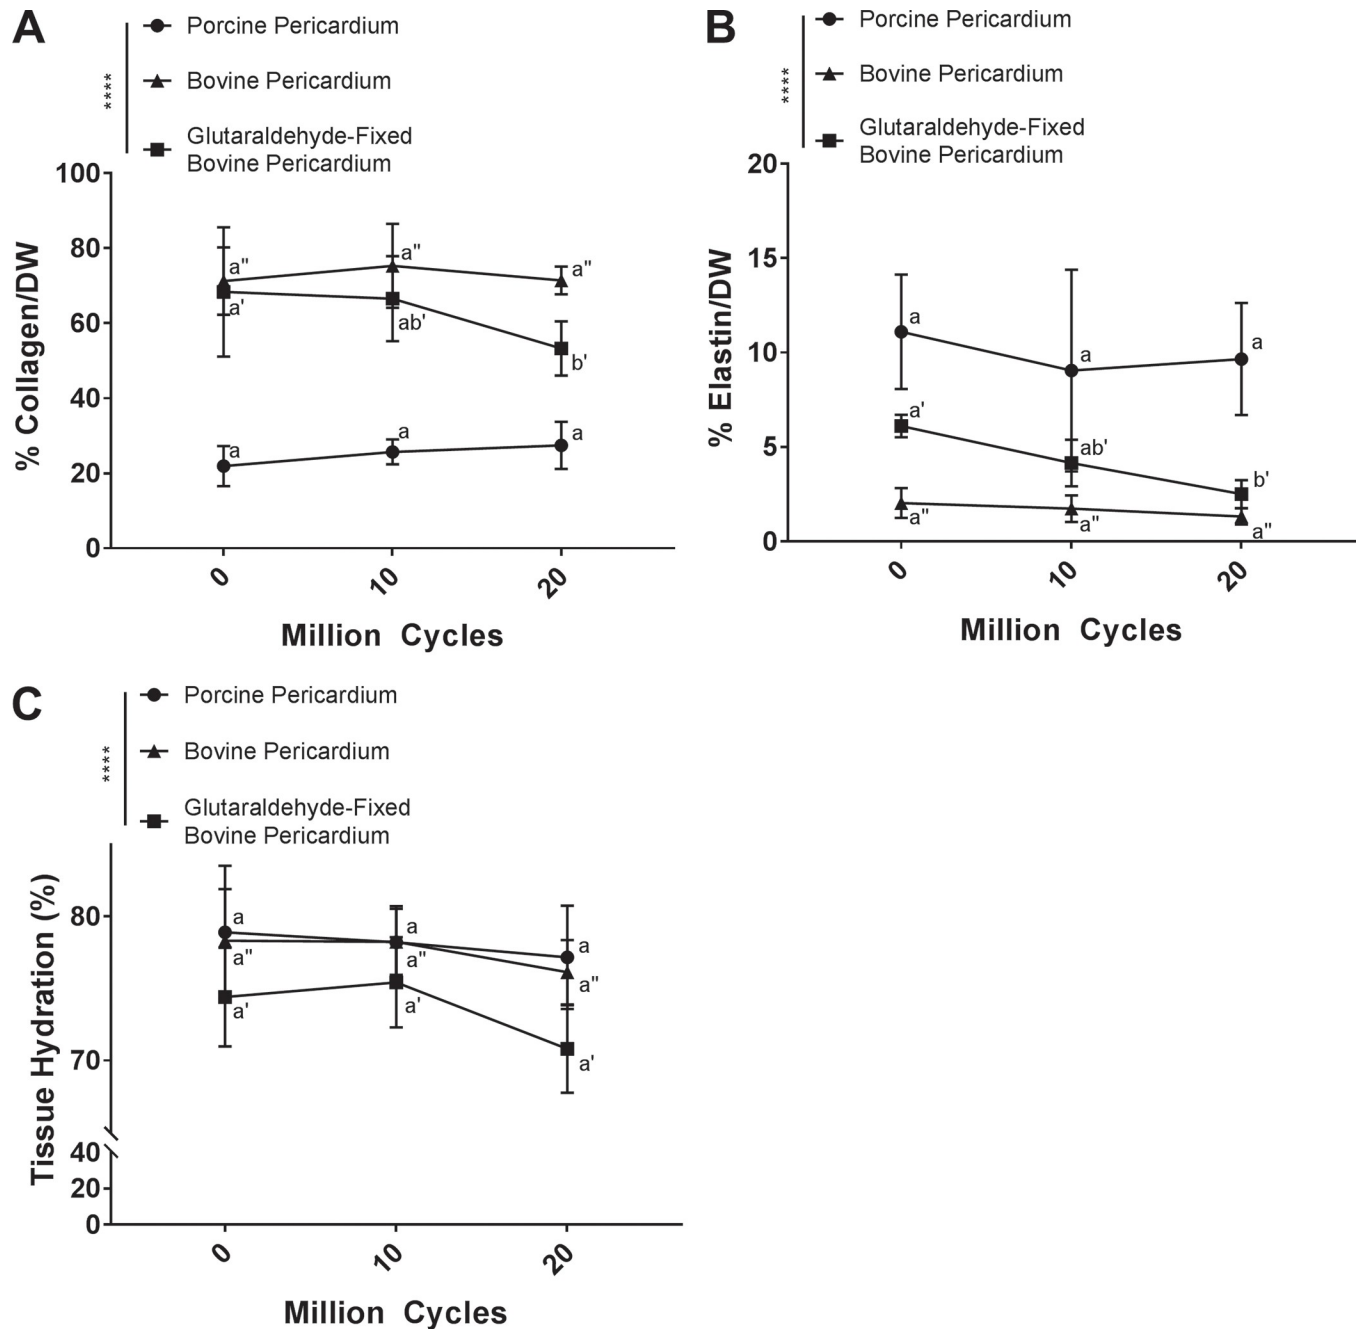 A
Porcine Pericardium
Bovine Pericardium
Glutaraldehyde-Fixed
Bovine Pericardium
****
% Collagen/DW
100
80
60
40
20
0
a"
a"
a"
a'
ab'
b'
a
a
a
0
10
20
Million Cycles
B
Porcine Pericardium
Bovine Pericardium
Glutaraldehyde-Fixed
Bovine Pericardium
****
% Elastin/DW
20
15
10
5
0
a
a
a
a'
ab'
b'
a"
a"
a"
0
10
20
Million Cycles
C
Porcine Pericardium
Bovine Pericardium
Glutaraldehyde-Fixed
Bovine Pericardium
****
Tissue Hydration (%)
80
70
40
20
0
a
a
a
a"
a"
a"
a'
a'
a'
0
10
20
Million Cycles